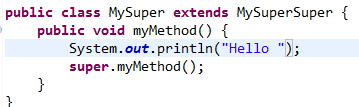 public class MySuper extends MySuperSuper {
public void myMethod() {
System.out.println("Hello ");
super.myMethod();
}
}